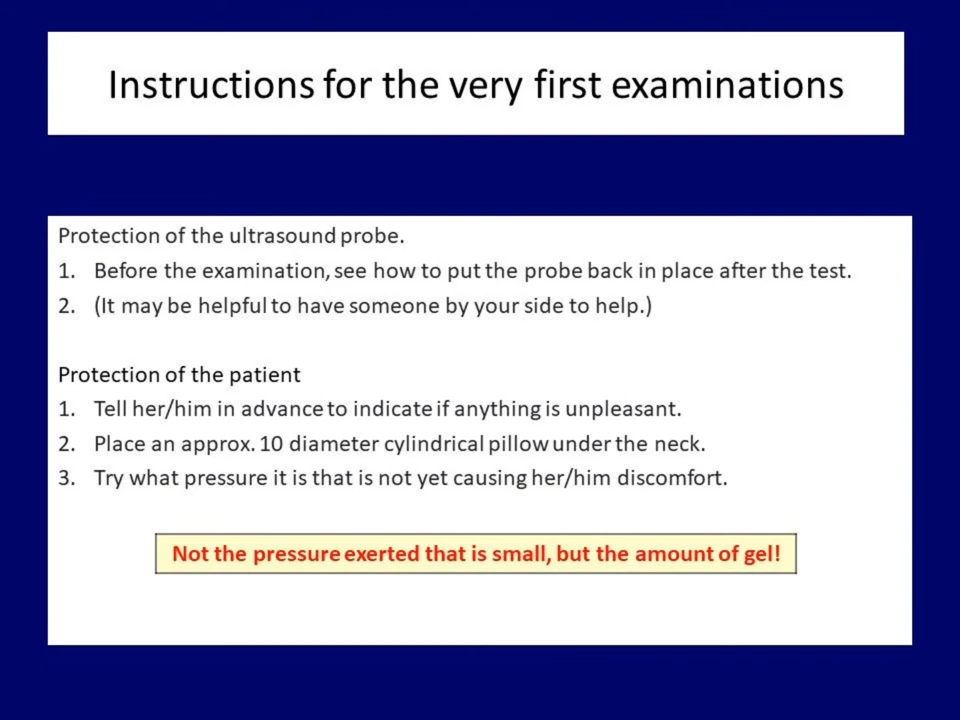 Instructions for the very first examinations
Protection of the ultrasound probe.
1. Before the examination, see how to put the probe back in place after the test.
2. (It may be helpful to have someone by your side to help.)
Protection of the patient
1. Tell her/him in advance to indicate if anything is unpleasant.
2. Place an approx. 10 diameter cylindrical pillow under the neck.
3. Try what pressure it is that is not yet causing her/him discomfort.
Not the pressure exerted that is small, but the amount of gel!